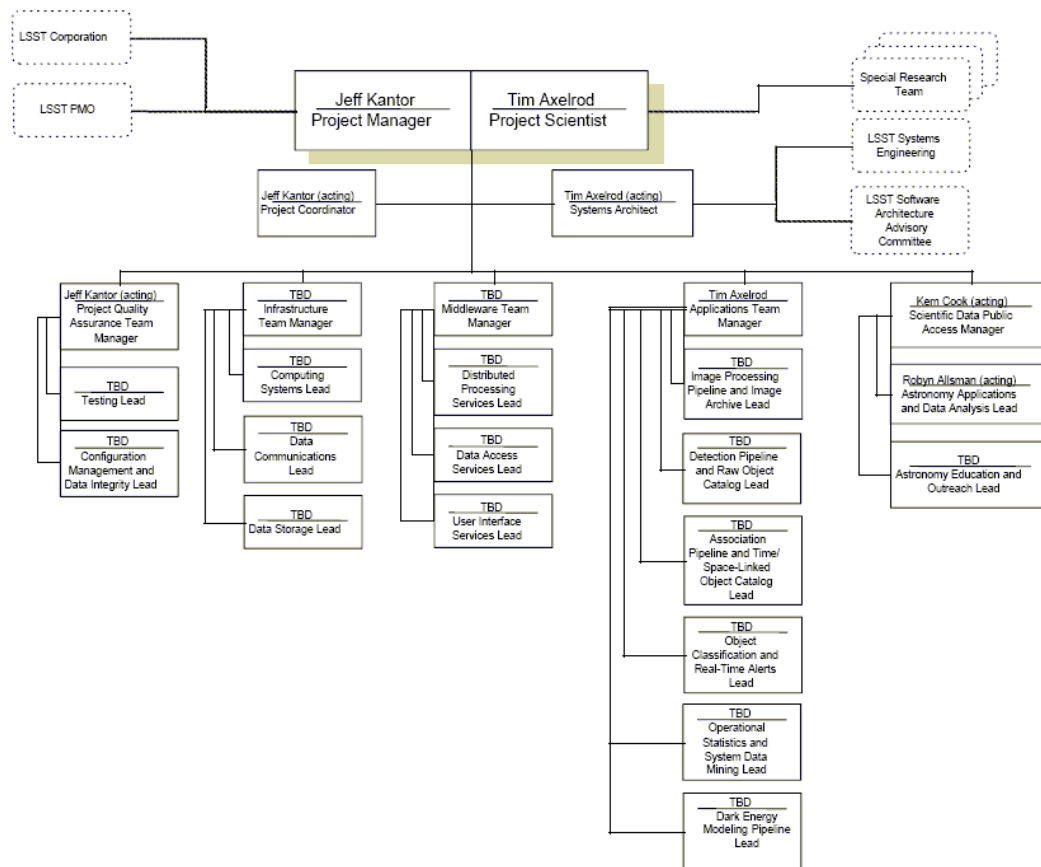 LSST Corporation
LSST PMO
Jeff Kantor
Project Manager
Tim Axelrod
Project Scientist
Special Research
Team
LSST Systems
Engineering
LSST Software
Architecture
Advisory
Committee
Jeff Kantor (acting)
Project Coordinator
Tim Axelrod (acting)
Systems Architect
Jeff Kantor (acting)
Project Quality
Assurance Team
Manager
TBD
Testing Lead
TBD
Configuration
Management and
Data Integrity Lead
TBD
Infrastructure
Team Manager
TBD
Computing
Systems Lead
TBD
Data
Communications
Lead
TBD
Data Storage Lead
TBD
Middleware Team
Manager
TBD
Distributed
Processing
Services Lead
TBD
Data Access
Services Lead
TBD
User Interface
Services Lead
Tim Axelrod
Applications Team
Manager
TBD
Image Processing
Pipeline and Image
Archive Lead
TBD
Detection Pipeline
and Raw Object
Catalog Lead
TBD
Association
Pipeline and Time/
Space-Linked
Object Catalog
Lead
TBD
Object
Classification and
Real-Time Alerts
Lead
TBD
Operational
Statistics and
System Data
Mining Lead
TBD
Dark Energy
Modeling Pipeline
Lead
Kem Cook (acting)
Scientific Data Public
Access Manager
Robyn Allsman (acting)
Astronomy Applications
and Data Analysis Lead
TBD
Astronomy Education and
Outreach Lead